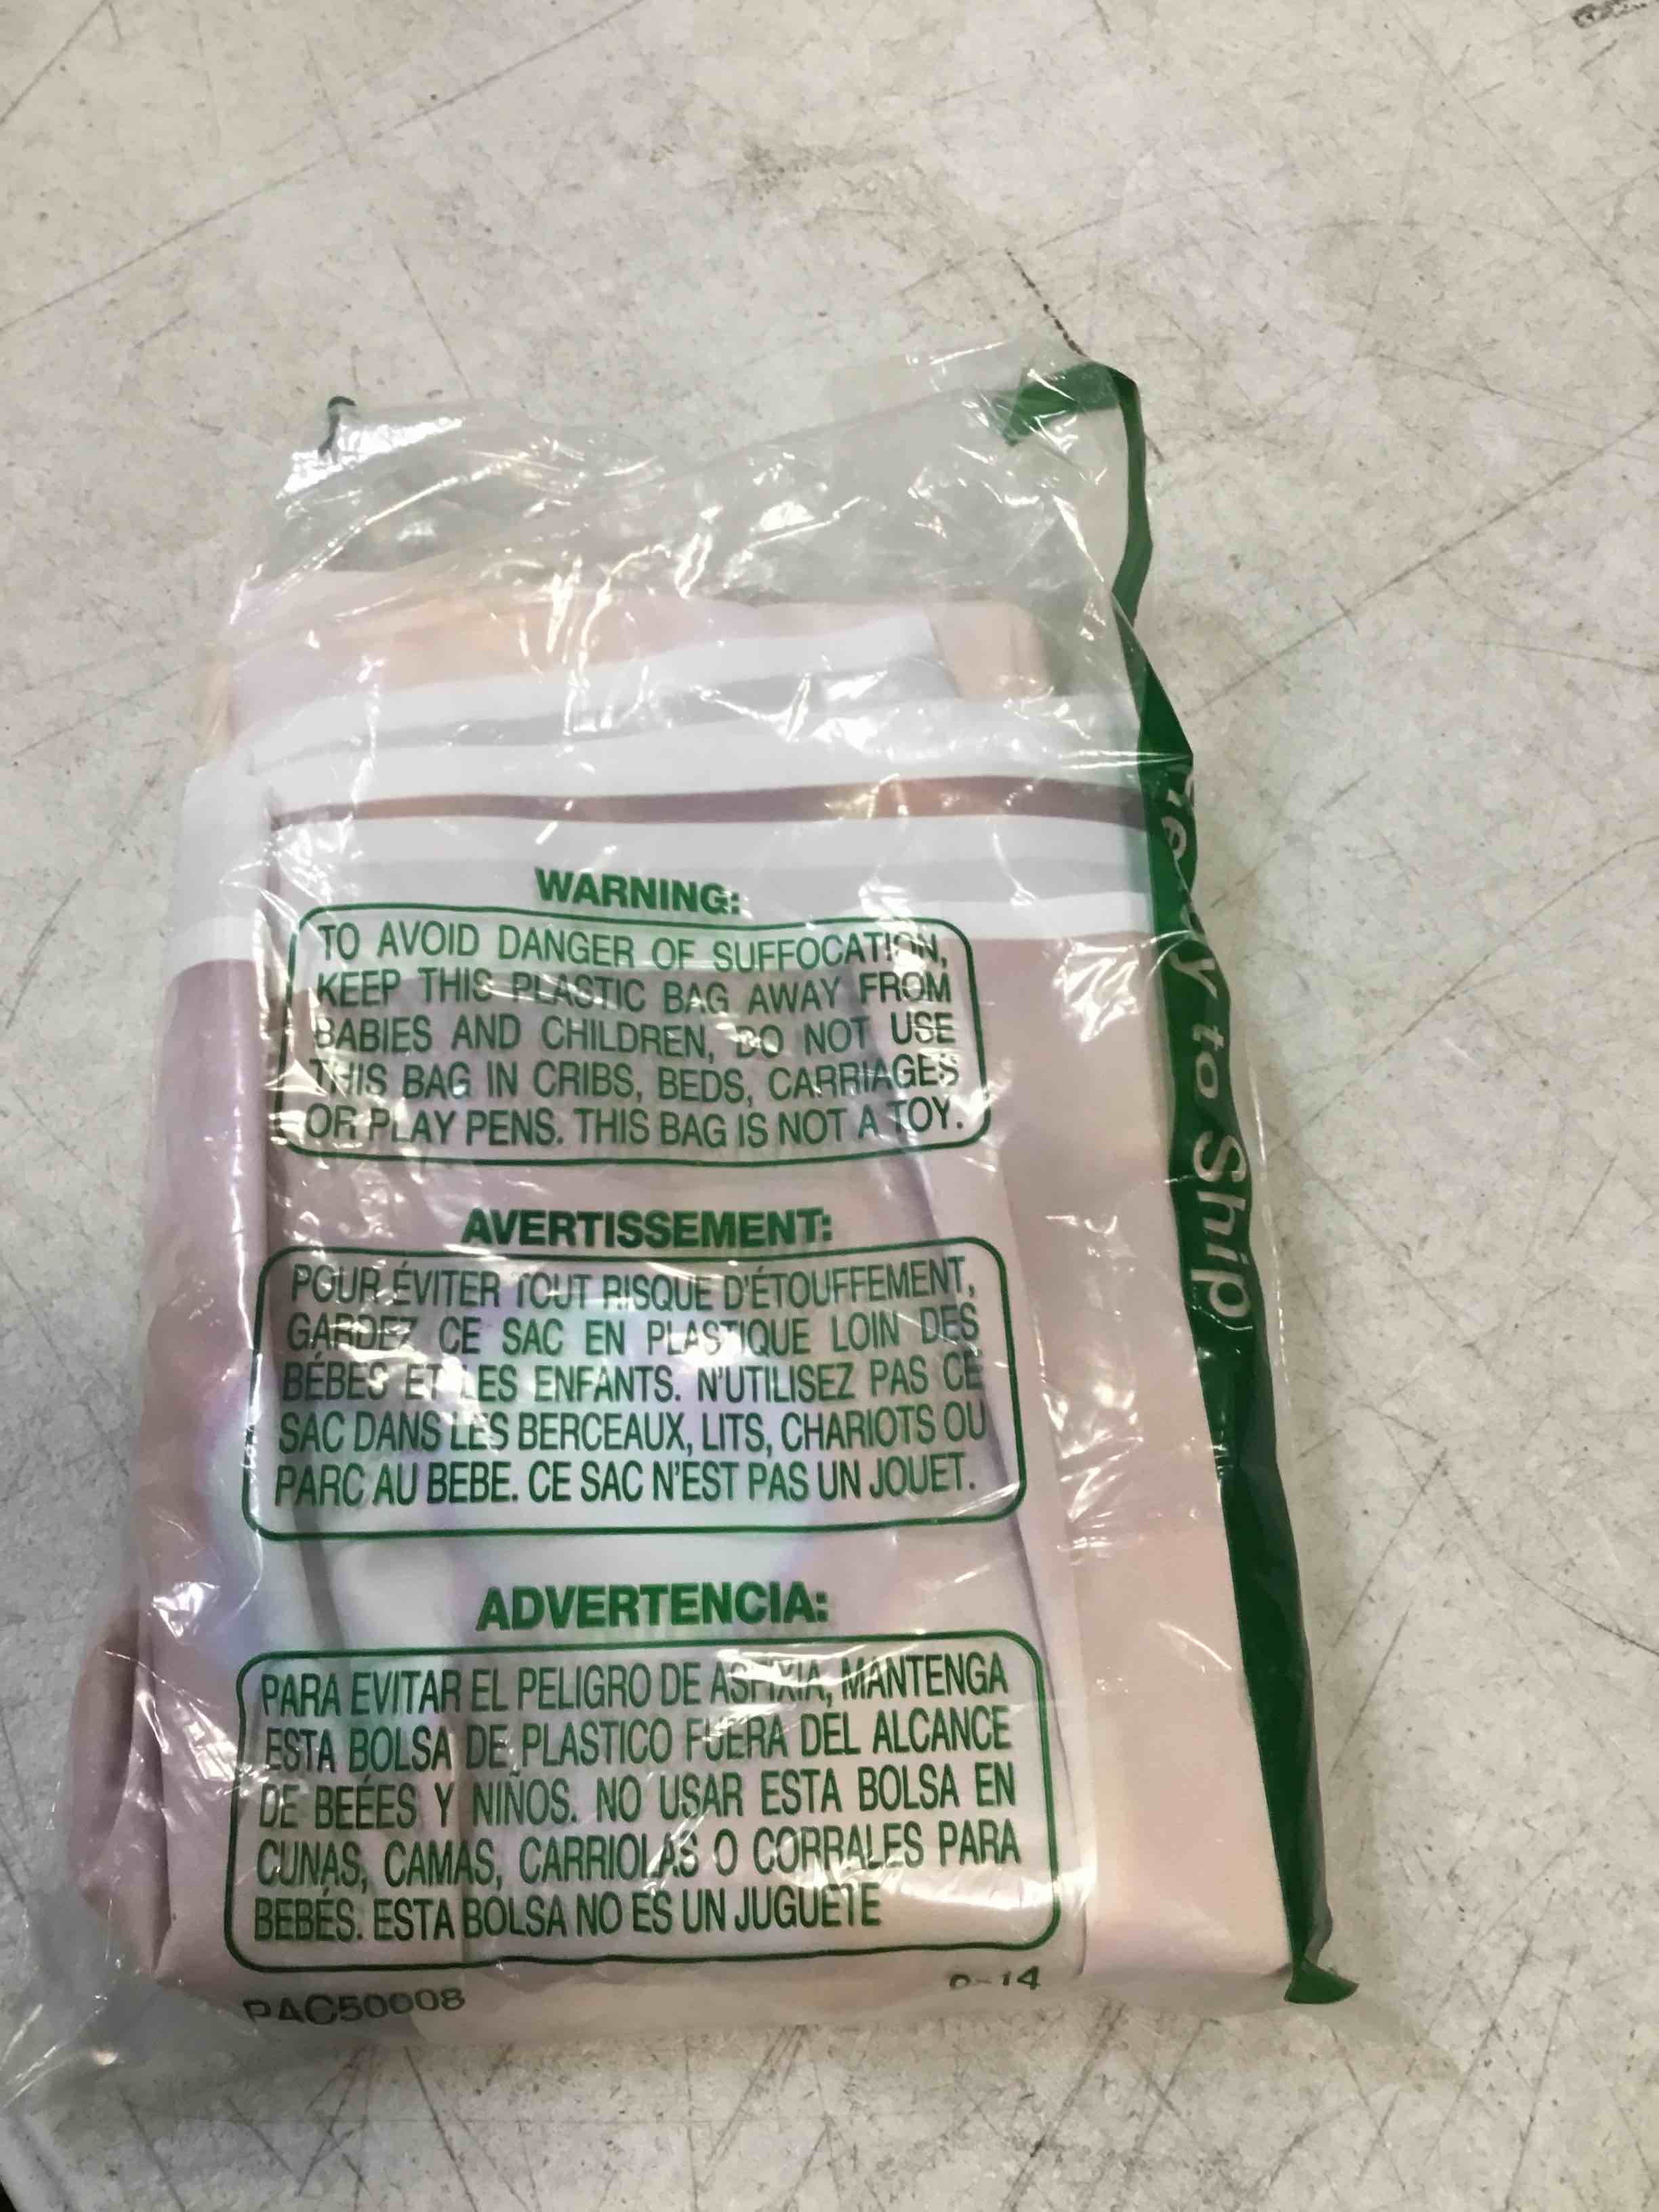 WARNING:
TO AVOID DANGER OF SUFFOCATION,
KEEP THIS PLASTIC BAG AWAY FROM
BABIES AND CHILDREN, DO NOT USE
THIS BAG IN CRIBS, BEDS, CARRIAGES
OR PLAY PENS. THIS BAG IS NOT A TOY.
AVERTISSEMENT:
POUR ÉVITER TOUT RISQUE D'ÉTOUFFEMENT,
GARDEZ CE SAC EN PLASTIQUE LOIN DES
BÉBES ET LES ENFANTS. N'UTILISEZ PAS CE
SAC DANS LES BERCEAUX, LITS, CHARIOTS OU
PARC AU BEBE. CE SAC N'EST PAS UN JOUET.
ADVERTENCIA:
PARA EVITAR EL PELIGRO DE ASFIXIA, MANTENGA
ESTA BOLSA DE PLASTICO FUERA DEL ALCANCE
DE BEÉES Y NIÑOS. NO USAR ESTA BOLSA EN
CUNAS, CAMAS, CARRIOLAS O CORRALES PARA
BEBÉS. ESTA BOLSA NO ES UN JUGUETE
PAC50008
Ready to Ship